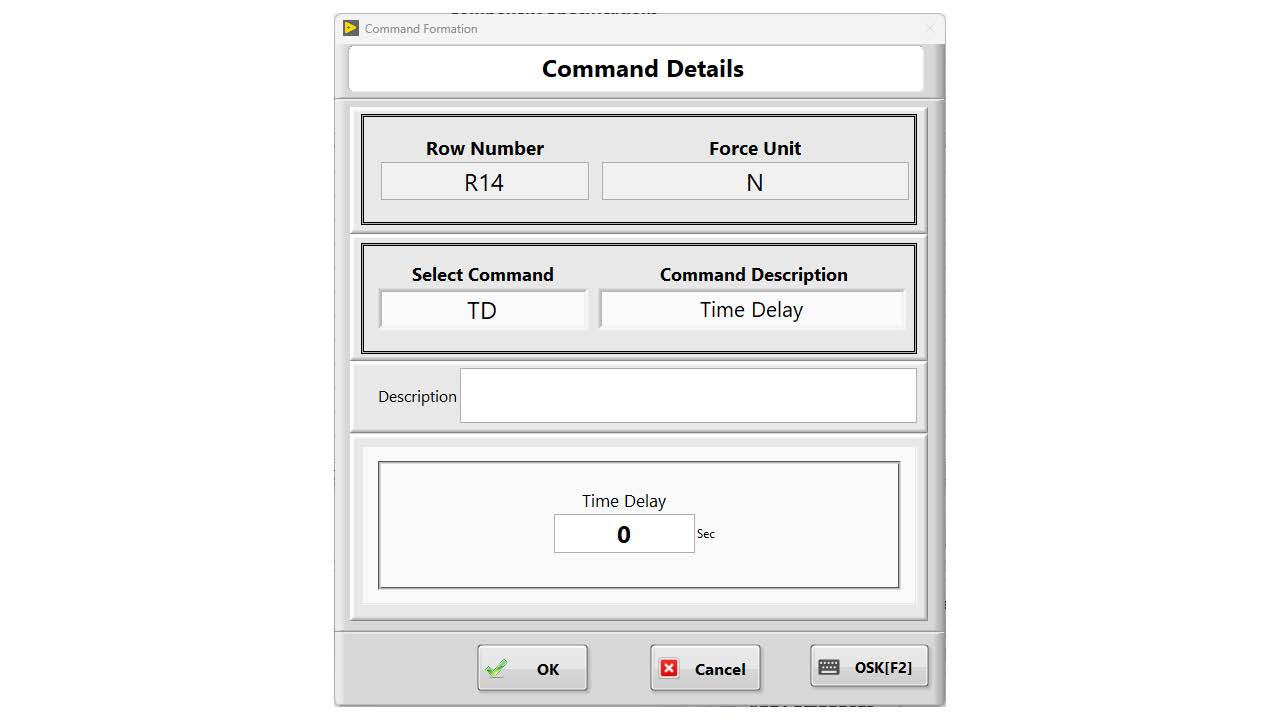 Command Formation
Command Details
Row Number
Force Unit
R14
N
Select Command
Command Description
TD
Time Delay
Description
Time Delay
0 Sec
OK
Cancel
OSK[F2]